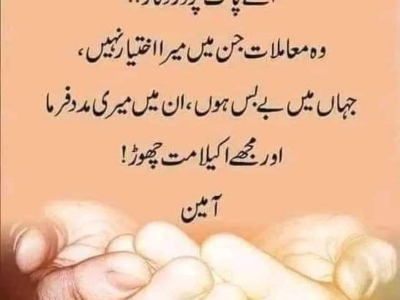 وہ معاملات جن میں میرا اختیار نہیں،
جہاں میں بے بس ہوں، ان میں میری مدد فرما
اور مجھے اکیلا مت چھوڑ!
آمین